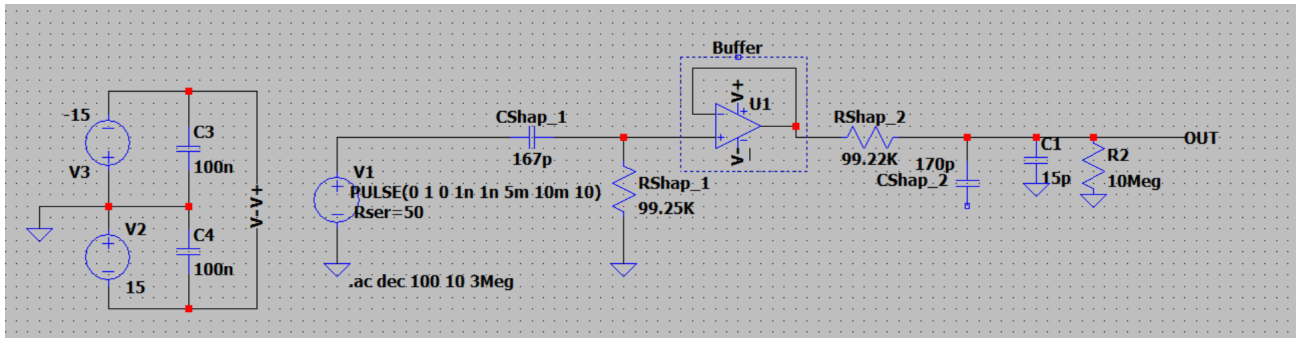 Buffer
-15
V3
C3
100n
V2
15
C4
100n
V-V+
CShap_1
167p
V1
PULSE(0 1 0 1n 1n 5m 10m 10)
Rser=50
.ac dec 100 10 3Meg
RShap_1
99.25K
V+
U1
V-
RShap_2
99.22K
170p
CShap_2
C1
15p
R2
10Meg
OUT